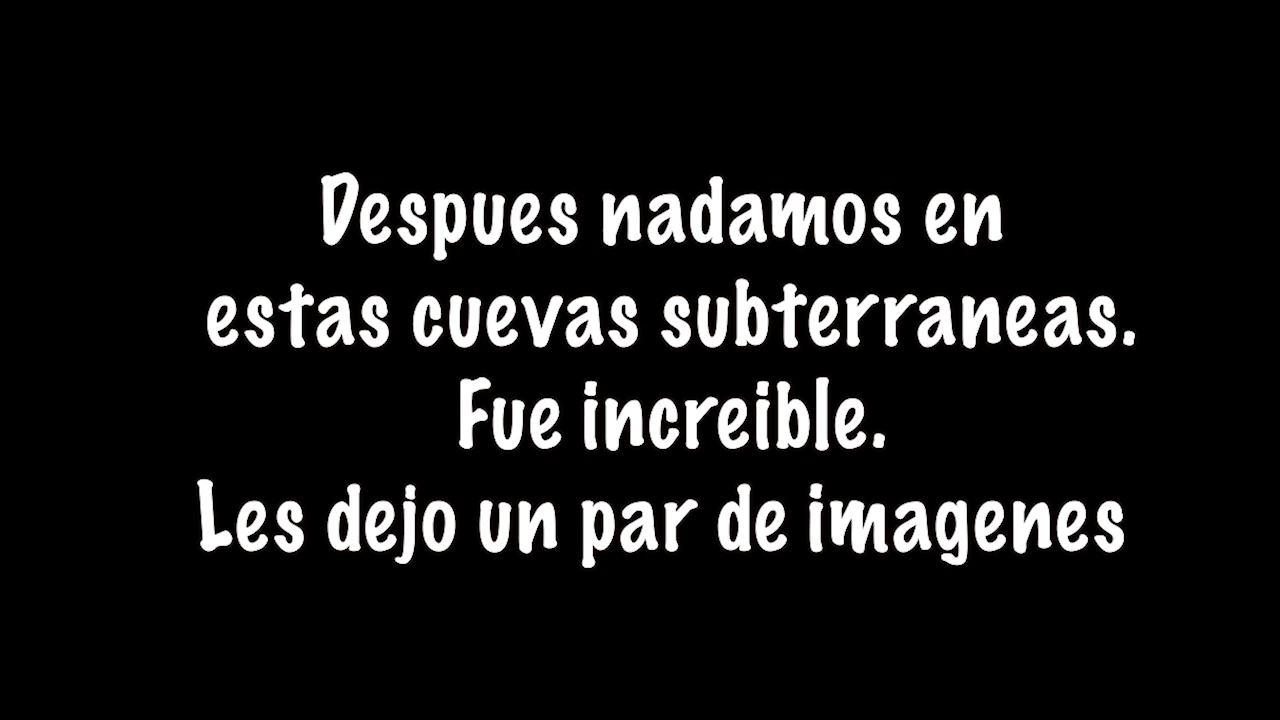 Despues nadamos en
estas cuevas subterraneas.
Fue increible.
Les dejo un par de imagenes